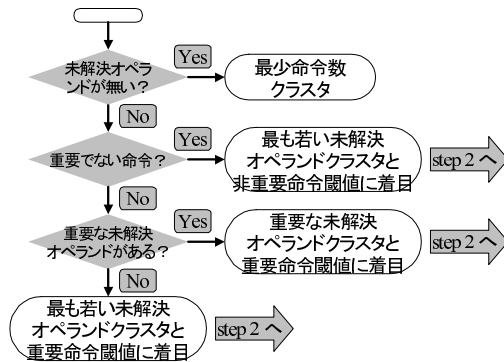 未解決オペラ
ンドが無い?
Yes
最少命令数
クラスタ
No
重要でない命令?
Yes
最も若い未解決
オペランドクラスタと
非重要命令閾値に着目
step 2 へ
No
重要な未解決
オペランドがある?
Yes
重要な未解決
オペランドクラスタと
重要命令閾値に着目
step 2 へ
No
最も若い未解決
オペランドクラスタと
重要命令閾値に着目
step 2 へ